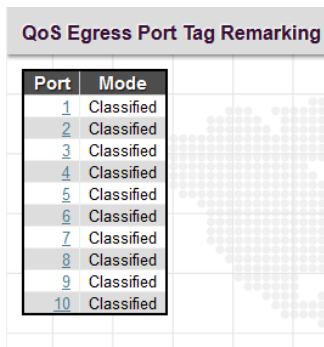 QoS Egress Port Tag Remarking
Port Mode
1 Classified
2 Classified
3 Classified
4 Classified
5 Classified
6 Classified
7 Classified
8 Classified
9 Classified
10 Classified